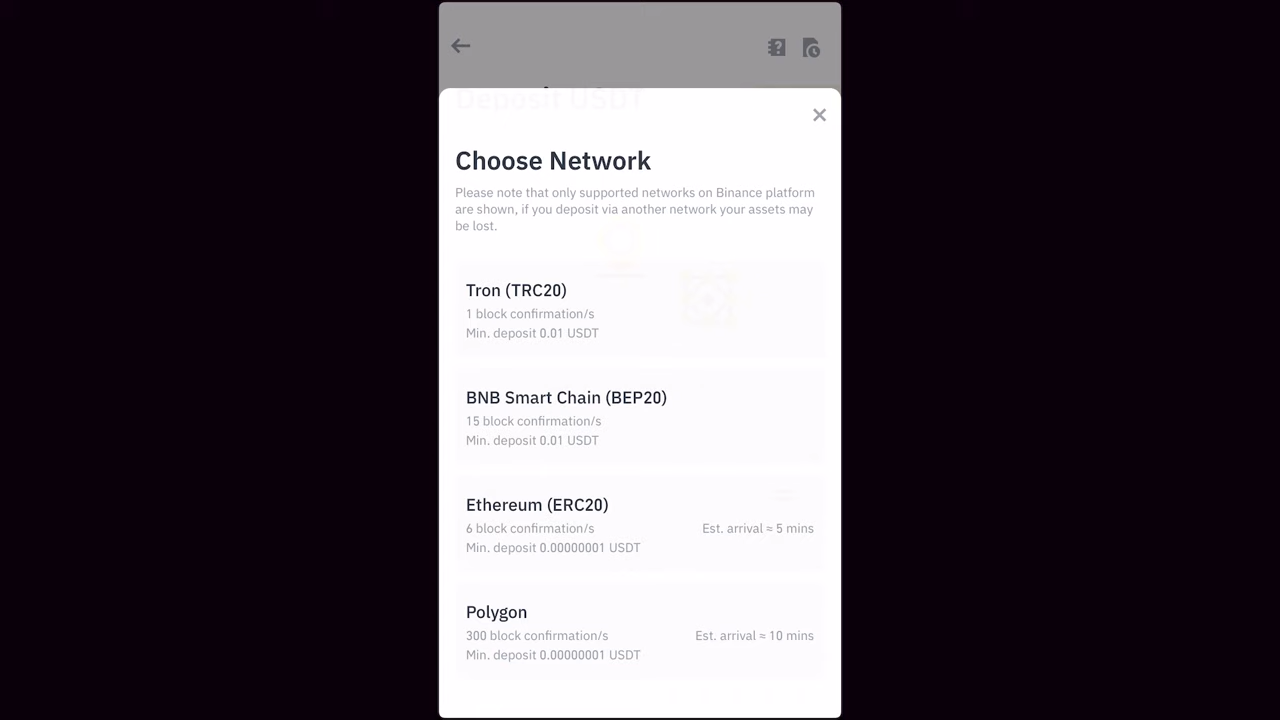 Deposit USDT
Choose Network
Please note that only supported networks on Binance platform
are shown, if you deposit via another network your assets may
be lost.
Tron (TRC20)
1 block confirmation/s
Min. deposit 0.01 USDT
BNB Smart Chain (BEP20)
15 block confirmation/s
Min. deposit 0.01 USDT
Ethereum (ERC20)
6 block confirmation/s
Est. arrival ≈ 5 mins
Min. deposit 0.00000001 USDT
Polygon
300 block confirmation/s
Est. arrival ≈ 10 mins
Min. deposit 0.00000001 USDT